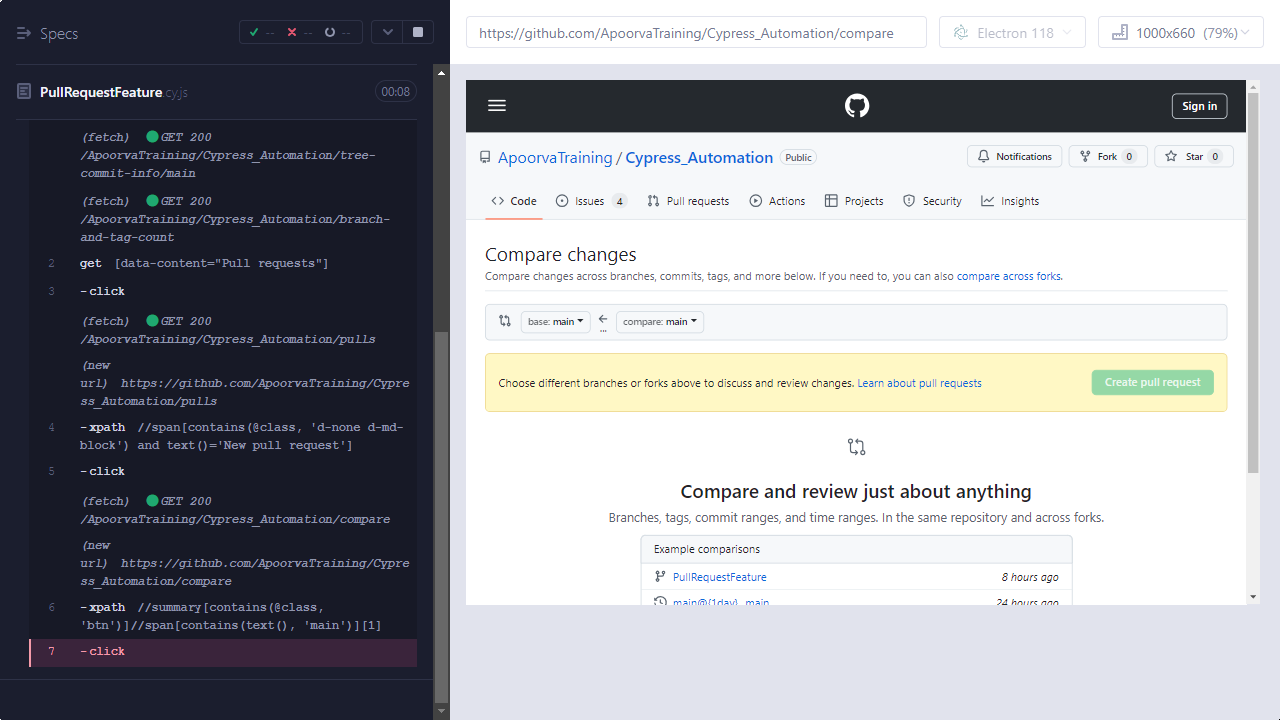 Specs
-- -- --
PullRequestFeature.cy.js
00:08
(fetch) GET 200
/ApoorvaTraining/Cypress_Automation/tree-
commit-info/main
(fetch) GET 200
/ApoorvaTraining/Cypress_Automation/branch-
and-tag-count
2 get [data-content="Pull requests"]
3 -click
(fetch) GET 200
/ApoorvaTraining/Cypress_Automation/pulls
(new
url) https://github.com/ApoorvaTraining/Cypre
ss_Automation/pulls
4 -xpath //span[contains(@class, 'd-none d-md-
block') and text()='New pull request']
5 -click
(fetch) GET 200
/ApoorvaTraining/Cypress_Automation/compare
(new
url) https://github.com/ApoorvaTraining/Cypre
ss_Automation/compare
6 -xpath //summary[contains(@class,
'btn')]//span[contains(text(), 'main')][1]
7 -click
https://github.com/ApoorvaTraining/Cypress_Automation/compare
Electron 118
1000x660 (79%)
Sign in
ApoorvaTraining / Cypress_Automation Public
Notifications
Fork 0
Star 0
Code Issues 4 Pull requests Actions Projects Security Insights
Compare changes
Compare changes across branches, commits, tags, and more below. If you need to, you can also compare across forks.
base: main ... compare: main
Choose different branches or forks above to discuss and review changes. Learn about pull requests
Create pull request
Compare and review just about anything
Branches, tags, commit ranges, and time ranges. In the same repository and across forks.
Example comparisons
PullRequestFeature 8 hours ago
main@{1day}...main 24 hours ago